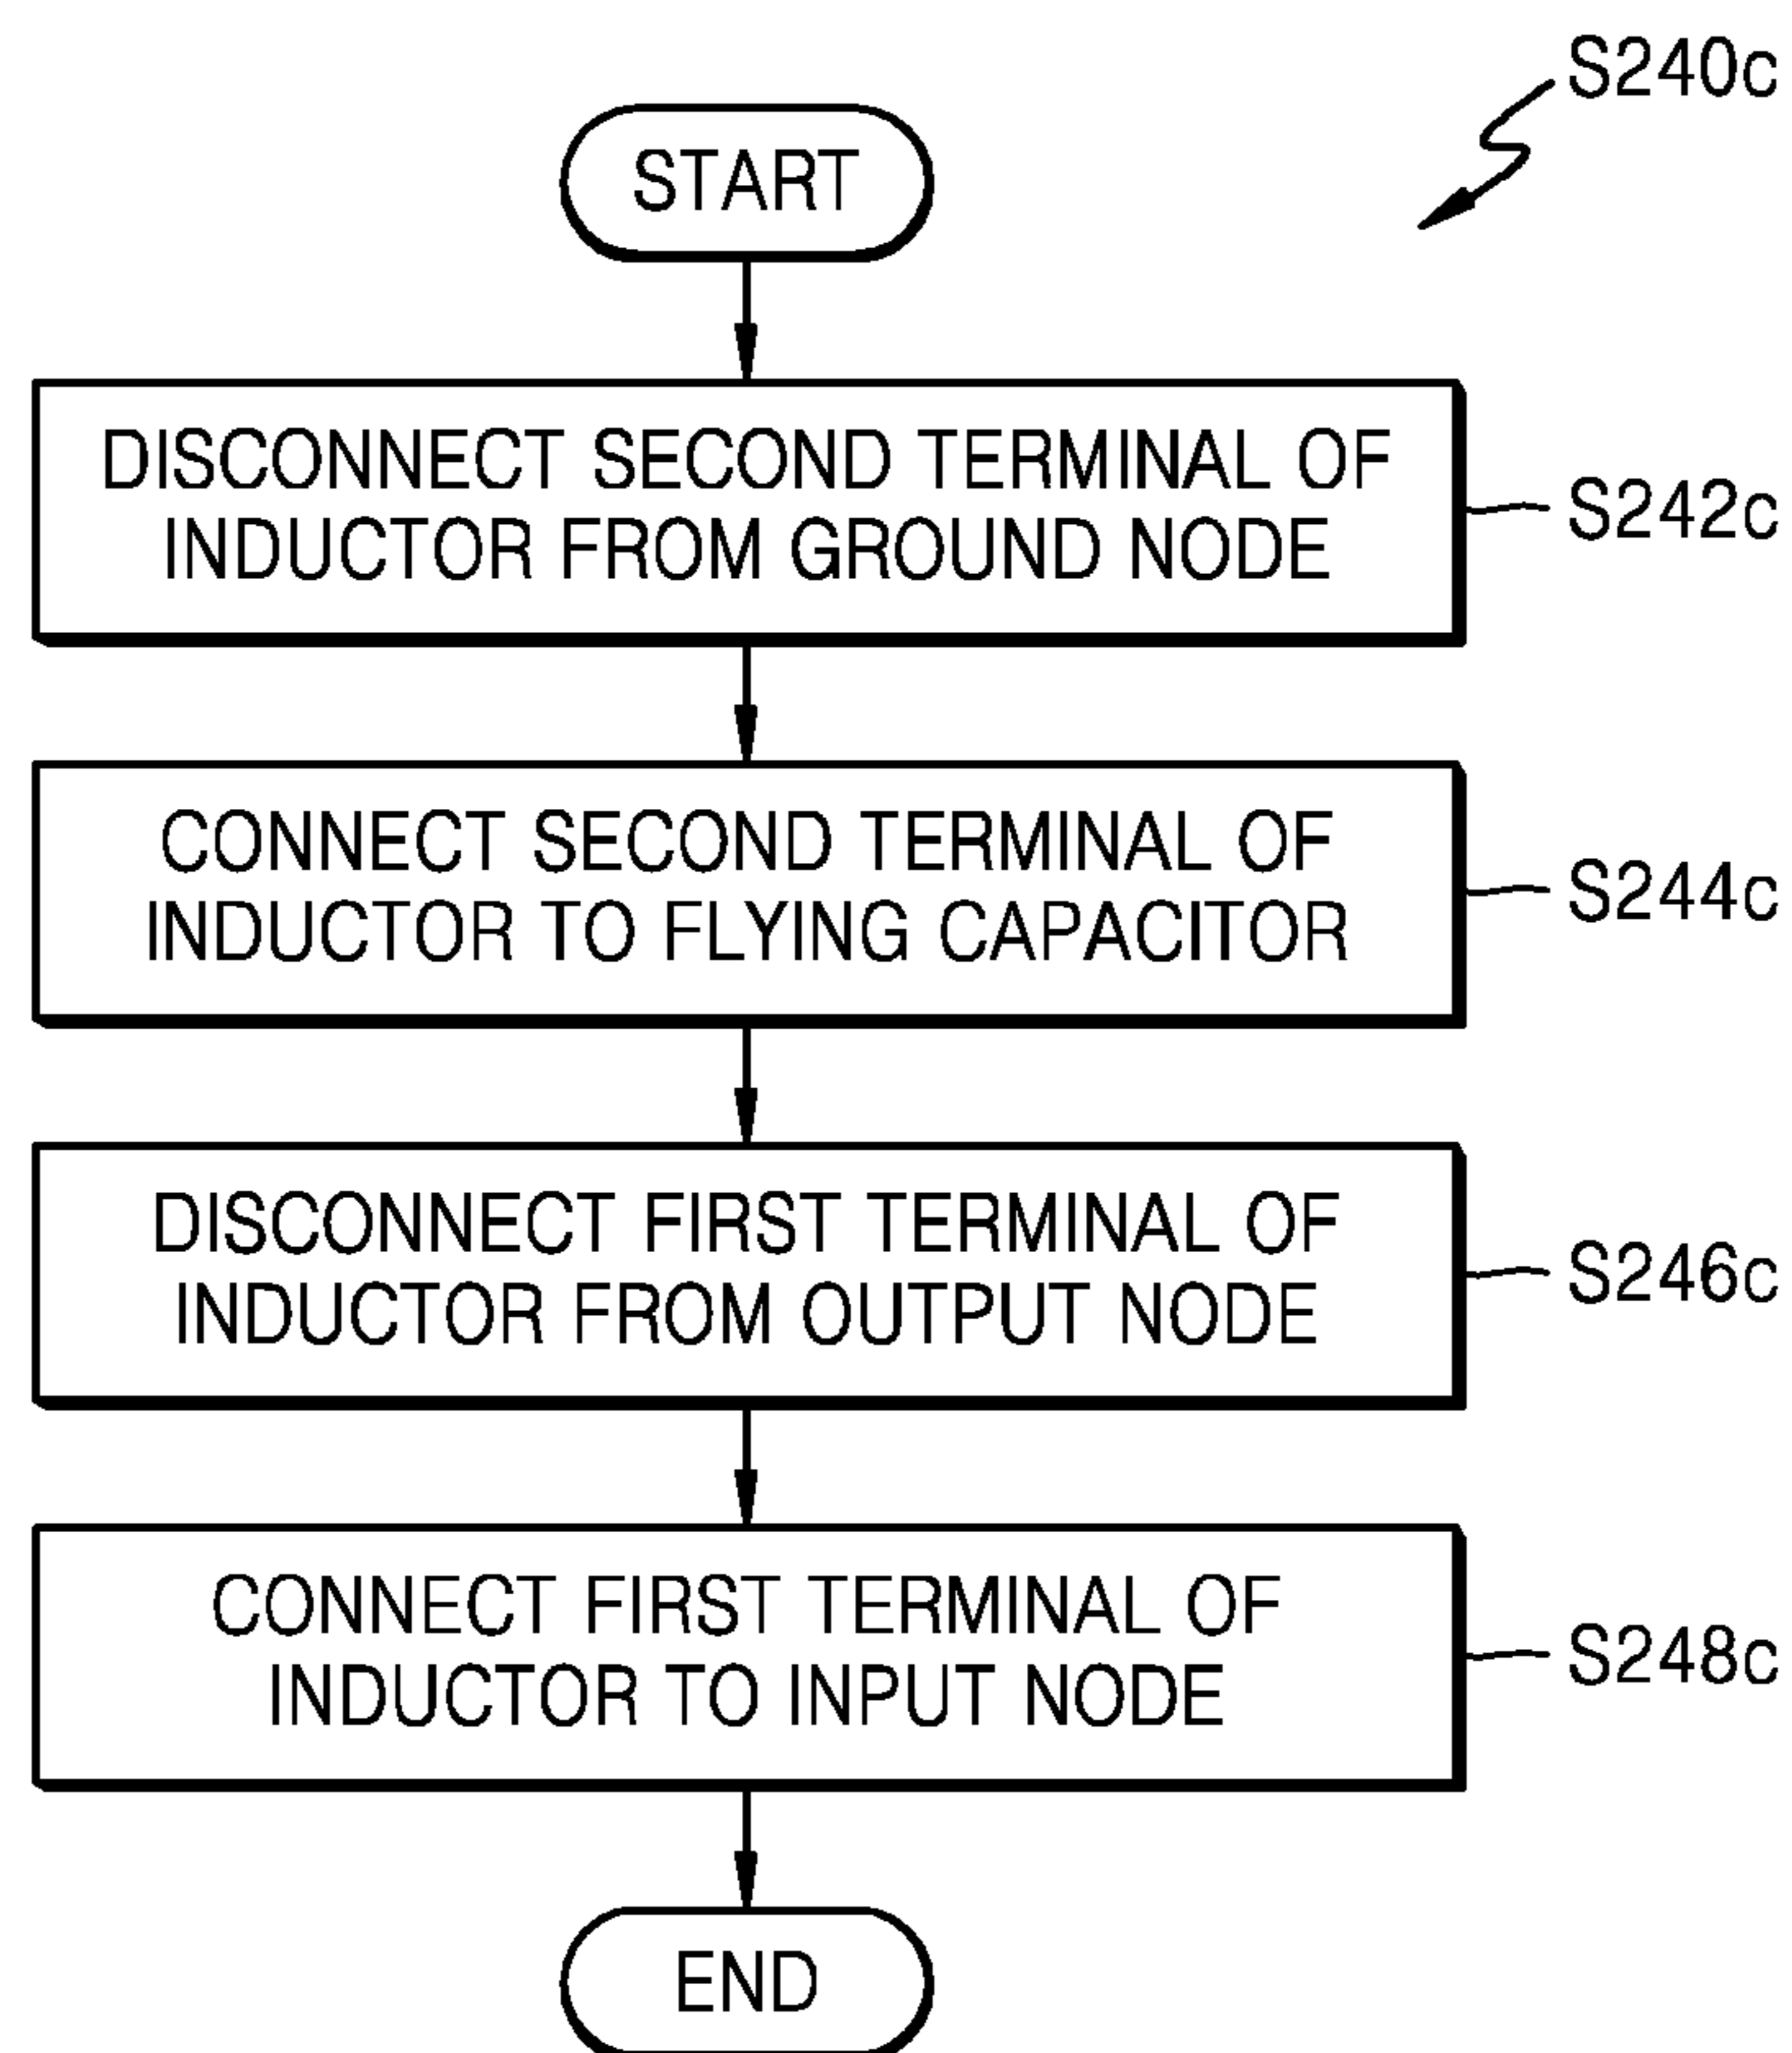 S240c
START
DISCONNECT SECOND TERMINAL OF
INDUCTOR FROM GROUND NODE
S242c
CONNECT SECOND TERMINAL OF
INDUCTOR TO FLYING CAPACITOR
S244c
DISCONNECT FIRST TERMINAL OF
INDUCTOR FROM OUTPUT NODE
S246c
CONNECT FIRST TERMINAL OF
INDUCTOR TO INPUT NODE
S248c
END